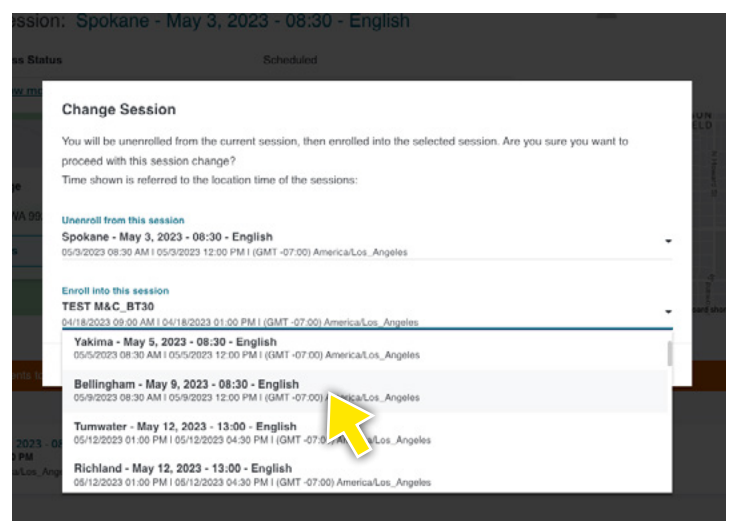 ession: Spokane - May 3, 2023 - 08:30 - English
ss Status Scheduled
Change Session
You will be unenrolled from the current session, then enrolled into the selected session. Are you sure you want to
proceed with this session change?
Time shown is referred to the location time of the sessions:
Unenroll from this session
Spokane - May 3, 2023 - 08:30 - English
05/3/2023 08:30 AM I 05/3/2023 12:00 PM I (GMT -07:00) America/Los_Angeles
Enroll into this session
TEST M&C_BT30
04/18/2023 09:00 AM I 04/18/2023 01:00 PM I (GMT -07:00) America/Los_Angeles
Yakima - May 5, 2023 - 08:30 - English
05/5/2023 08:30 AM I 05/5/2023 12:00 PM I (GMT -07:00) America/Los_Angeles
Bellingham - May 9, 2023 - 08:30 - English
05/9/2023 08:30 AM I 05/9/2023 12:00 PM I (GMT -07:00) America/Los_Angeles
Tumwater - May 12, 2023 - 13:00 - English
05/12/2023 01:00 PM I 05/12/2023 04:30 PM I (GMT -07:0 Los_Angeles
Richland - May 12, 2023 - 13:00 - English
05/12/2023 01:00 PM I 05/12/2023 04:30 PM I (GMT -07:00) America/Los_Angeles